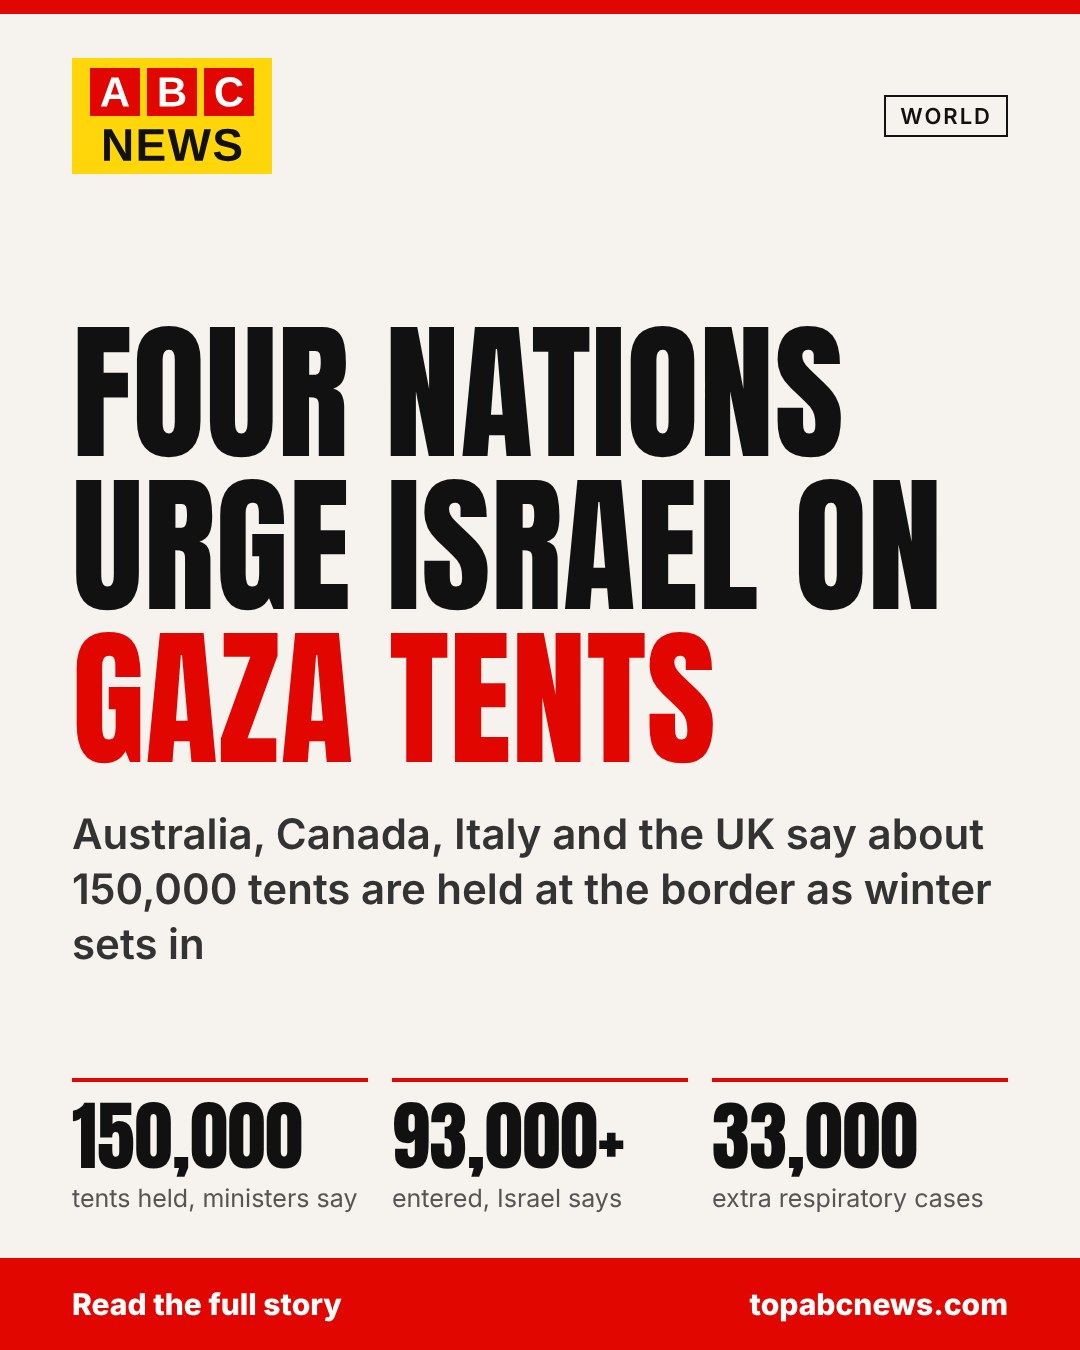 ABC
NEWS
WORLD
FOUR NATIONS
URGE ISRAEL ON
GAZA TENTS
Australia, Canada, Italy and the UK say about
150,000 tents are held at the border as winter
sets in
150,000
tents held, ministers say
93,000+
entered, Israel says
33,000
extra respiratory cases
Read the full story
topabcnews.com